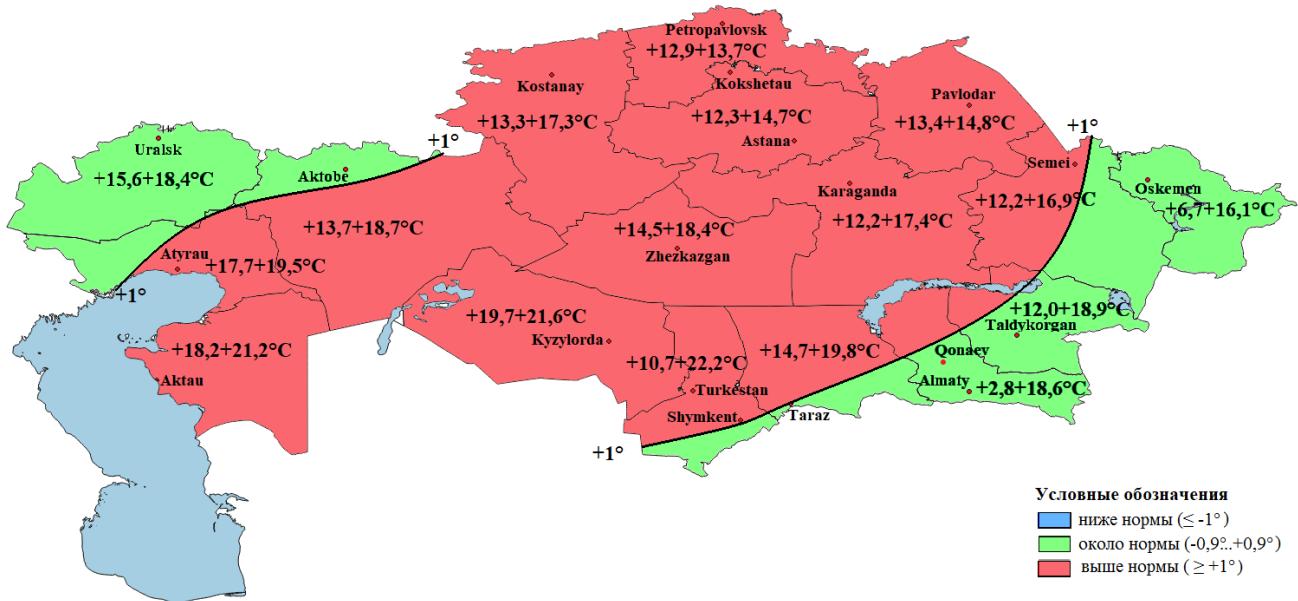 Petropavlovsk
+12,9+13,7°C
Kostanay
Kokshetau
Pavlodar
+13,3+17,3°C
+12,3+14,7°C
+13,4+14,8°C
+1°
+1°
Uralsk
Astana
Semei
Aktobe
+15,6+18,4°C
Karaganda
Oskemen
+12,2+16,9°C
+6,7+16,1°C
+13,7+18,7°C
+14,5+18,4°C
+12,2+17,4°C
Atyrau
Zhezkazgan
+17,7+19,5°C
+1°
+12,0+18,9°C
+19,7+21,6°C
Taldykorgan
Kyzylorda
+18,2+21,2°C
+14,7+19,8°C
Qonaev
+10,7+22,2°C
Aktau
Almaty
+2,8+18,6°C
Turkestan
Shymkent
Taraz
+1°
Условные обозначения
ниже нормы (≤ -1°)
около нормы (-0,9°..+0,9°)
выше нормы ( ≥ +1°)